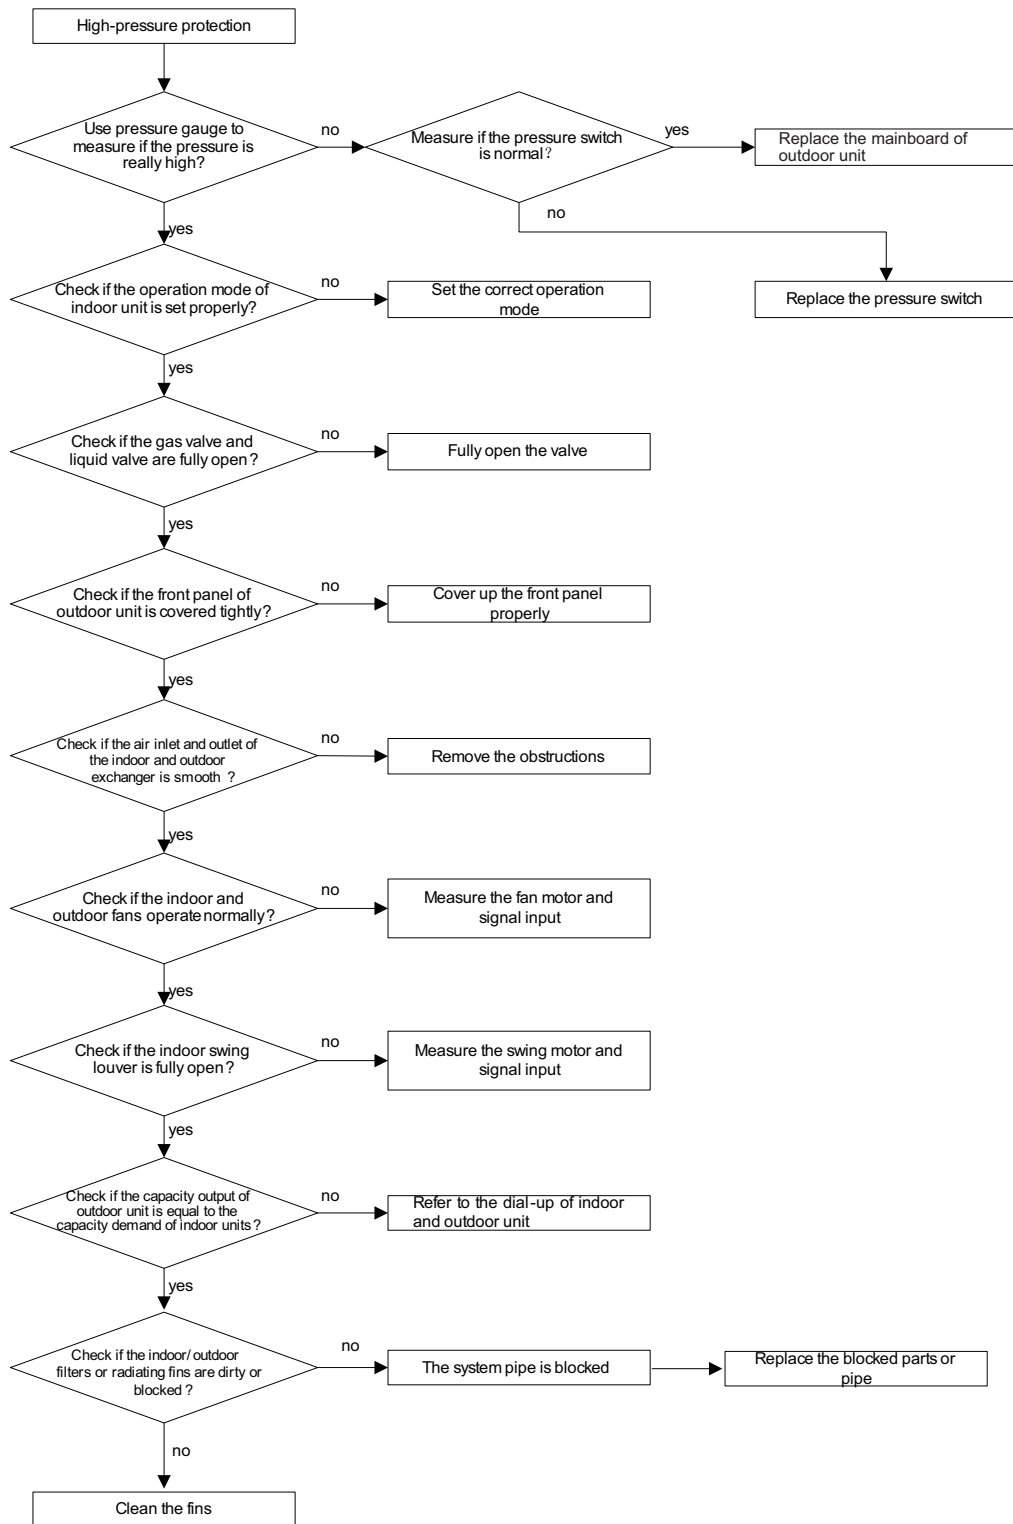 High-pressure protection
Use pressure gauge to
measure if the pressure is
really high?
no
Measure if the pressure switch
is normal?
yes
Replace the mainboard of
outdoor unit
no
Replace the pressure switch
yes
Check if the operation mode of
indoor unit is set properly?
no
Set the correct operation
mode
yes
Check if the gas valve and
liquid valve are fully open?
no
Fully open the valve
yes
Check if the front panel of
outdoor unit is covered tightly?
no
Cover up the front panel
properly
yes
Check if the air inlet and outlet of
the indoor and outdoor
exchanger is smooth ?
no
Remove the obstructions
yes
Check if the indoor and
outdoor fans operate normally?
no
Measure the fan motor and
signal input
yes
Check if the indoor swing
louver is fully open?
no
Measure the swing motor and
signal input
yes
Check if the capacity output of
outdoor unit is equal to the
capacity demand of indoor units?
no
Refer to the dial-up of indoor
and outdoor unit
yes
Check if the indoor/ outdoor
filters or radiating fins are dirty or
blocked?
no
The system pipe is blocked
Replace the blocked parts or
pipe
no
Clean the fins